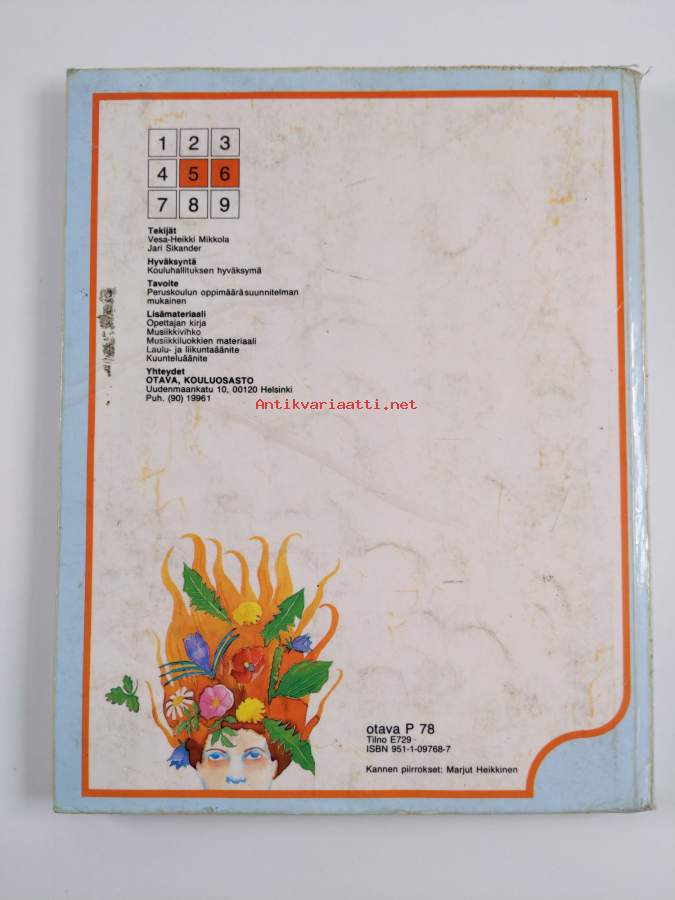 1 2 3
4 5 6
7 8 9
Tekijät
Vesa-Heikki Mikkola
Jari Sikander
Hyväksyntä
Kouluhallituksen hyväksymä
Tavoite
Peruskoulun oppimääräsuunnitelman
mukainen
Lisämateriaali
Opettajan kirja
Musiikkivihko
Musiikkiluokkien materiaali
Laulu- ja liikuntaäänite
Kuunteluäänite
Yhteydet
OTAVA, KOULUOSASTO
Uudenmaankatu 10, 00120 Helsinki
Puh. (90) 19961
Antikvariaatti.net
otava P 78
Tilno E729
ISBN 951-1-09768-7
Kannen piirrokset: Marjut Heikkinen